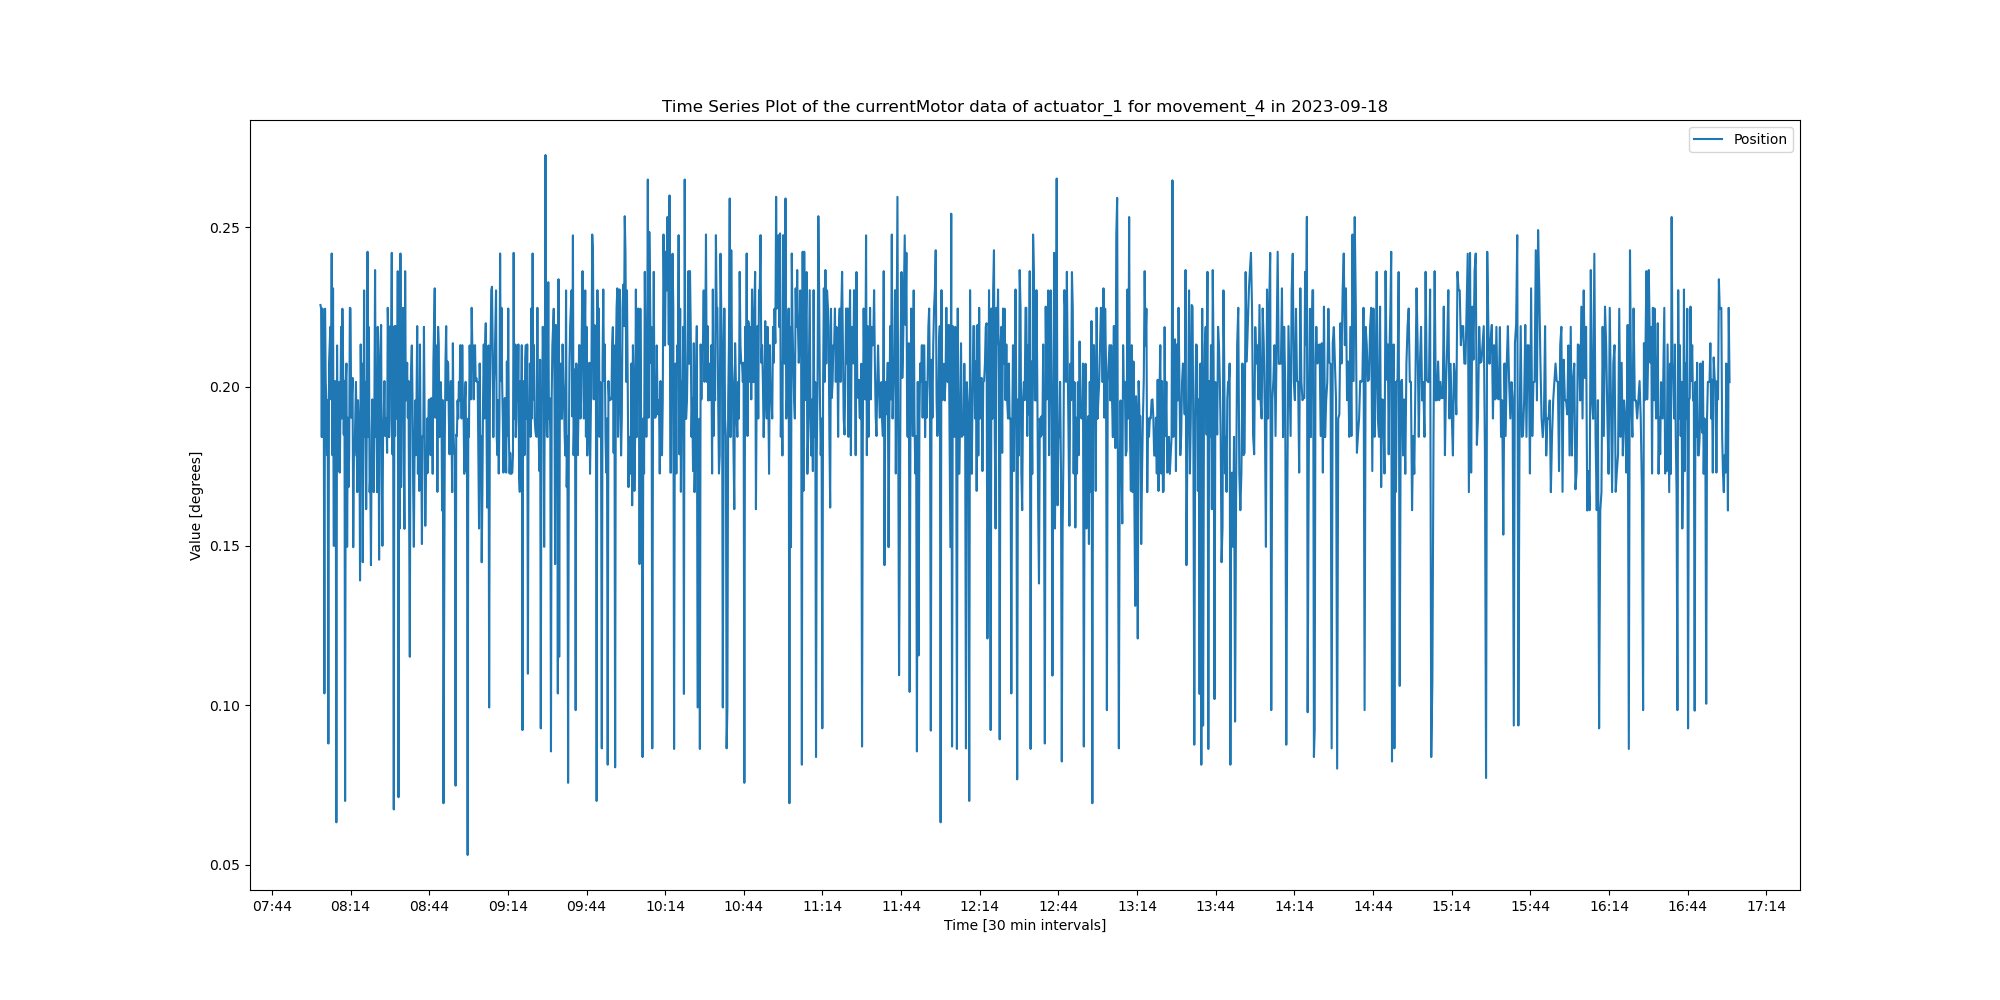 Time Series Plot of the currentMotor data of actuator_1 for movement_4 in 2023-09-18
Position
0.25
0.20
0.15
0.10
0.05
Value [degrees]
07:44 08:14 08:44 09:14 09:44 10:14 10:44 11:14 11:44 12:14 12:44 13:14 13:44 14:14 14:44 15:14 15:44 16:14 16:44 17:14
Time [30 min intervals]